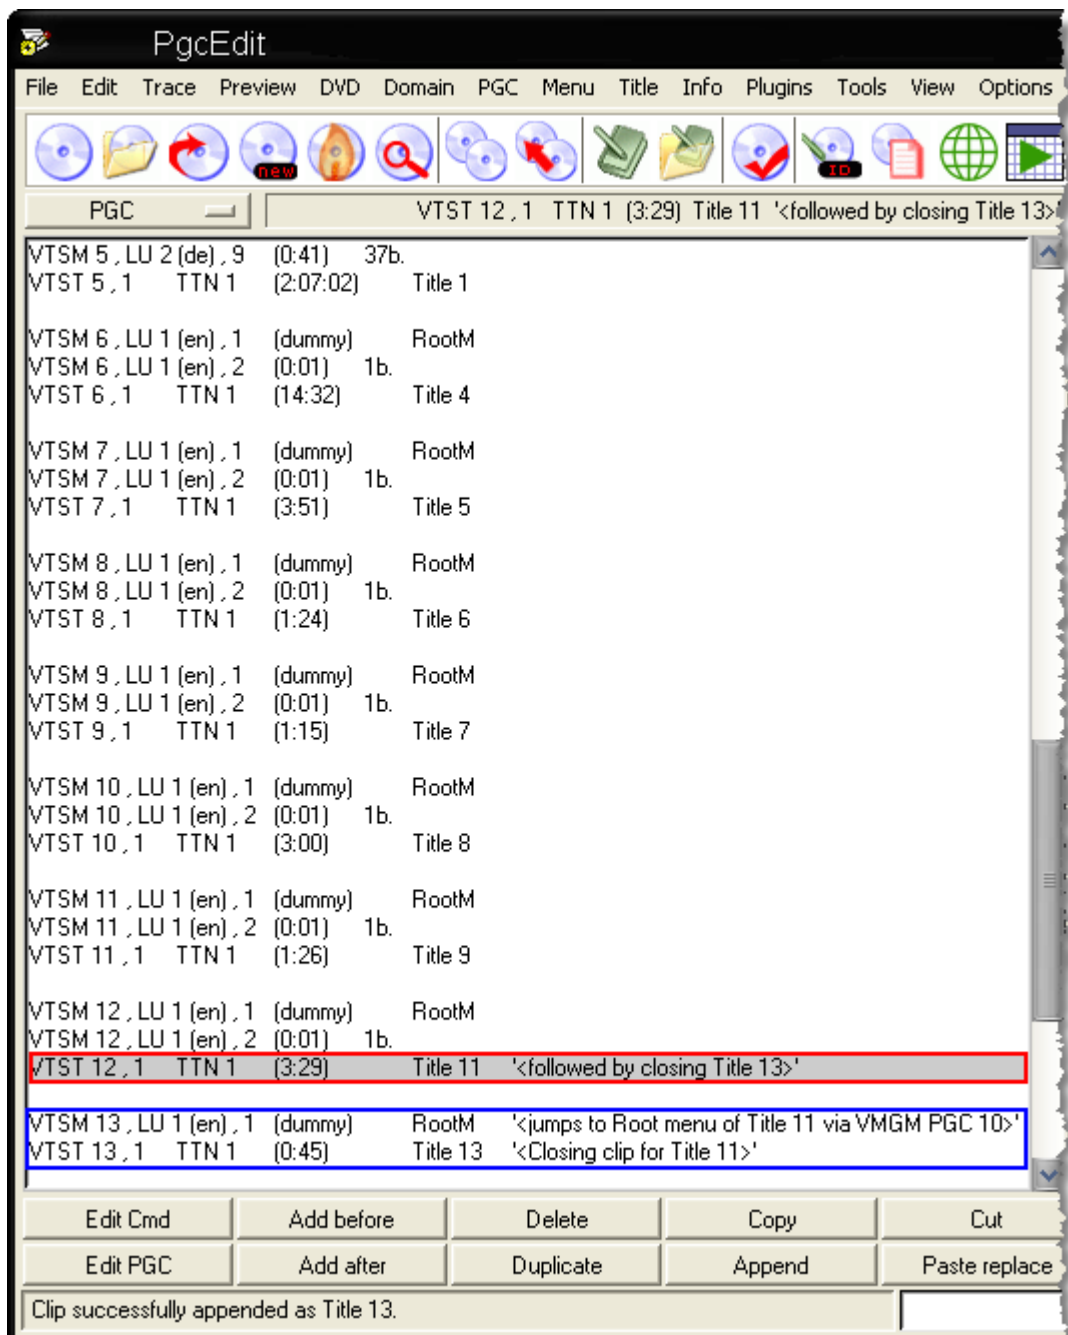 PgcEdit
File Edit Trace Preview DVD Domain PGC Menu Title Info Plugins Tools View Options
new ID
PGC VTST 12 , 1 TTN 1 (3:29) Title 11 '<followed by closing Title 13>'
VTSM 5 , LU 2 (de) , 9 (0:41) 37b.
VTST 5 , 1 TTN 1 (2:07:02) Title 1
VTSM 6 , LU 1 (en) , 1 (dummy) RootM
VTSM 6 , LU 1 (en) , 2 (0:01) 1b.
VTST 6 , 1 TTN 1 (14:32) Title 4
VTSM 7 , LU 1 (en) , 1 (dummy) RootM
VTSM 7 , LU 1 (en) , 2 (0:01) 1b.
VTST 7 , 1 TTN 1 (3:51) Title 5
VTSM 8 , LU 1 (en) , 1 (dummy) RootM
VTSM 8 , LU 1 (en) , 2 (0:01) 1b.
VTST 8 , 1 TTN 1 (1:24) Title 6
VTSM 9 , LU 1 (en) , 1 (dummy) RootM
VTSM 9 , LU 1 (en) , 2 (0:01) 1b.
VTST 9 , 1 TTN 1 (1:15) Title 7
VTSM 10 , LU 1 (en) , 1 (dummy) RootM
VTSM 10 , LU 1 (en) , 2 (0:01) 1b.
VTST 10 , 1 TTN 1 (3:00) Title 8
VTSM 11 , LU 1 (en) , 1 (dummy) RootM
VTSM 11 , LU 1 (en) , 2 (0:01) 1b.
VTST 11 , 1 TTN 1 (1:26) Title 9
VTSM 12 , LU 1 (en) , 1 (dummy) RootM
VTSM 12 , LU 1 (en) , 2 (0:01) 1b.
VTST 12 , 1 TTN 1 (3:29) Title 11 '<followed by closing Title 13>'
VTSM 13 , LU 1 (en) , 1 (dummy) RootM '<jumps to Root menu of Title 11 via VMGM PGC 10>'
VTST 13 , 1 TTN 1 (0:45) Title 13 '<Closing clip for Title 11>'
Edit Cmd Add before Delete Copy Cut
Edit PGC Add after Duplicate Append Paste replace
Clip successfully appended as Title 13.